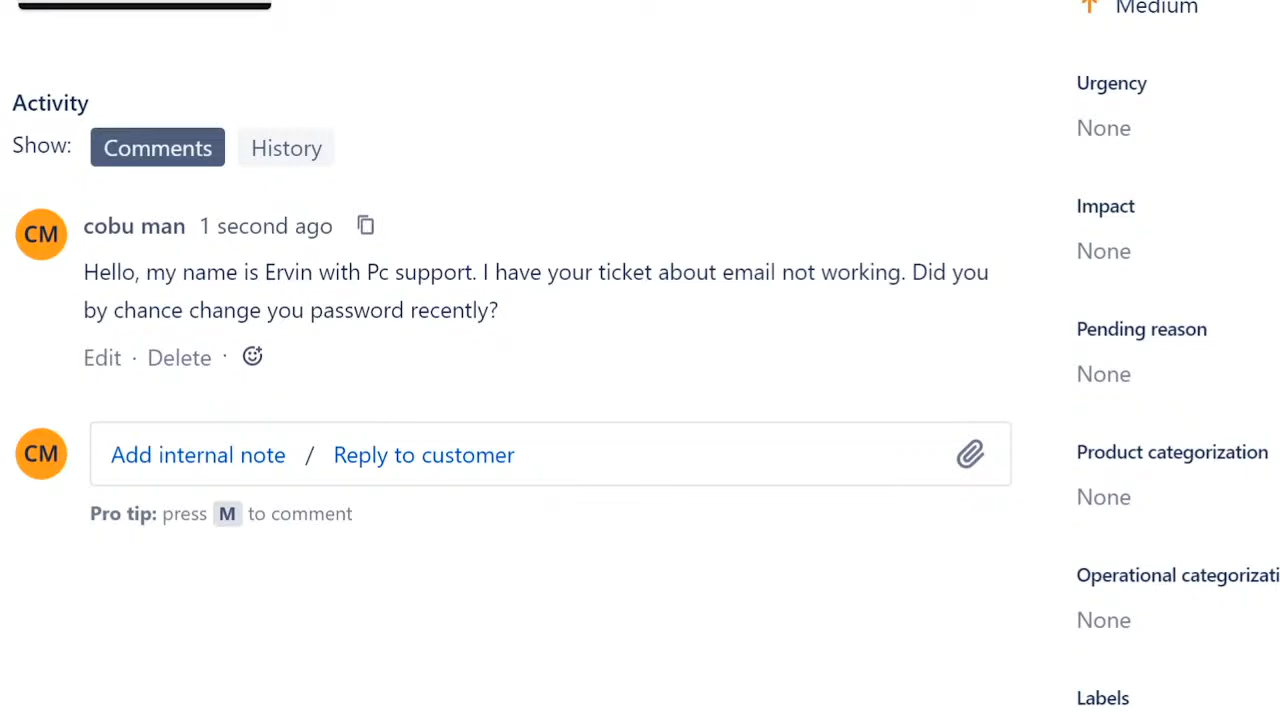 Medium
Activity
Show: Comments History
CM cobu man 1 second ago
Hello, my name is Ervin with Pc support. I have your ticket about email not working. Did you
by chance change you password recently?
Edit · Delete ·
CM Add internal note / Reply to customer
Pro tip: press M to comment
Urgency
None
Impact
None
Pending reason
None
Product categorization
None
Operational categorizati
None
Labels